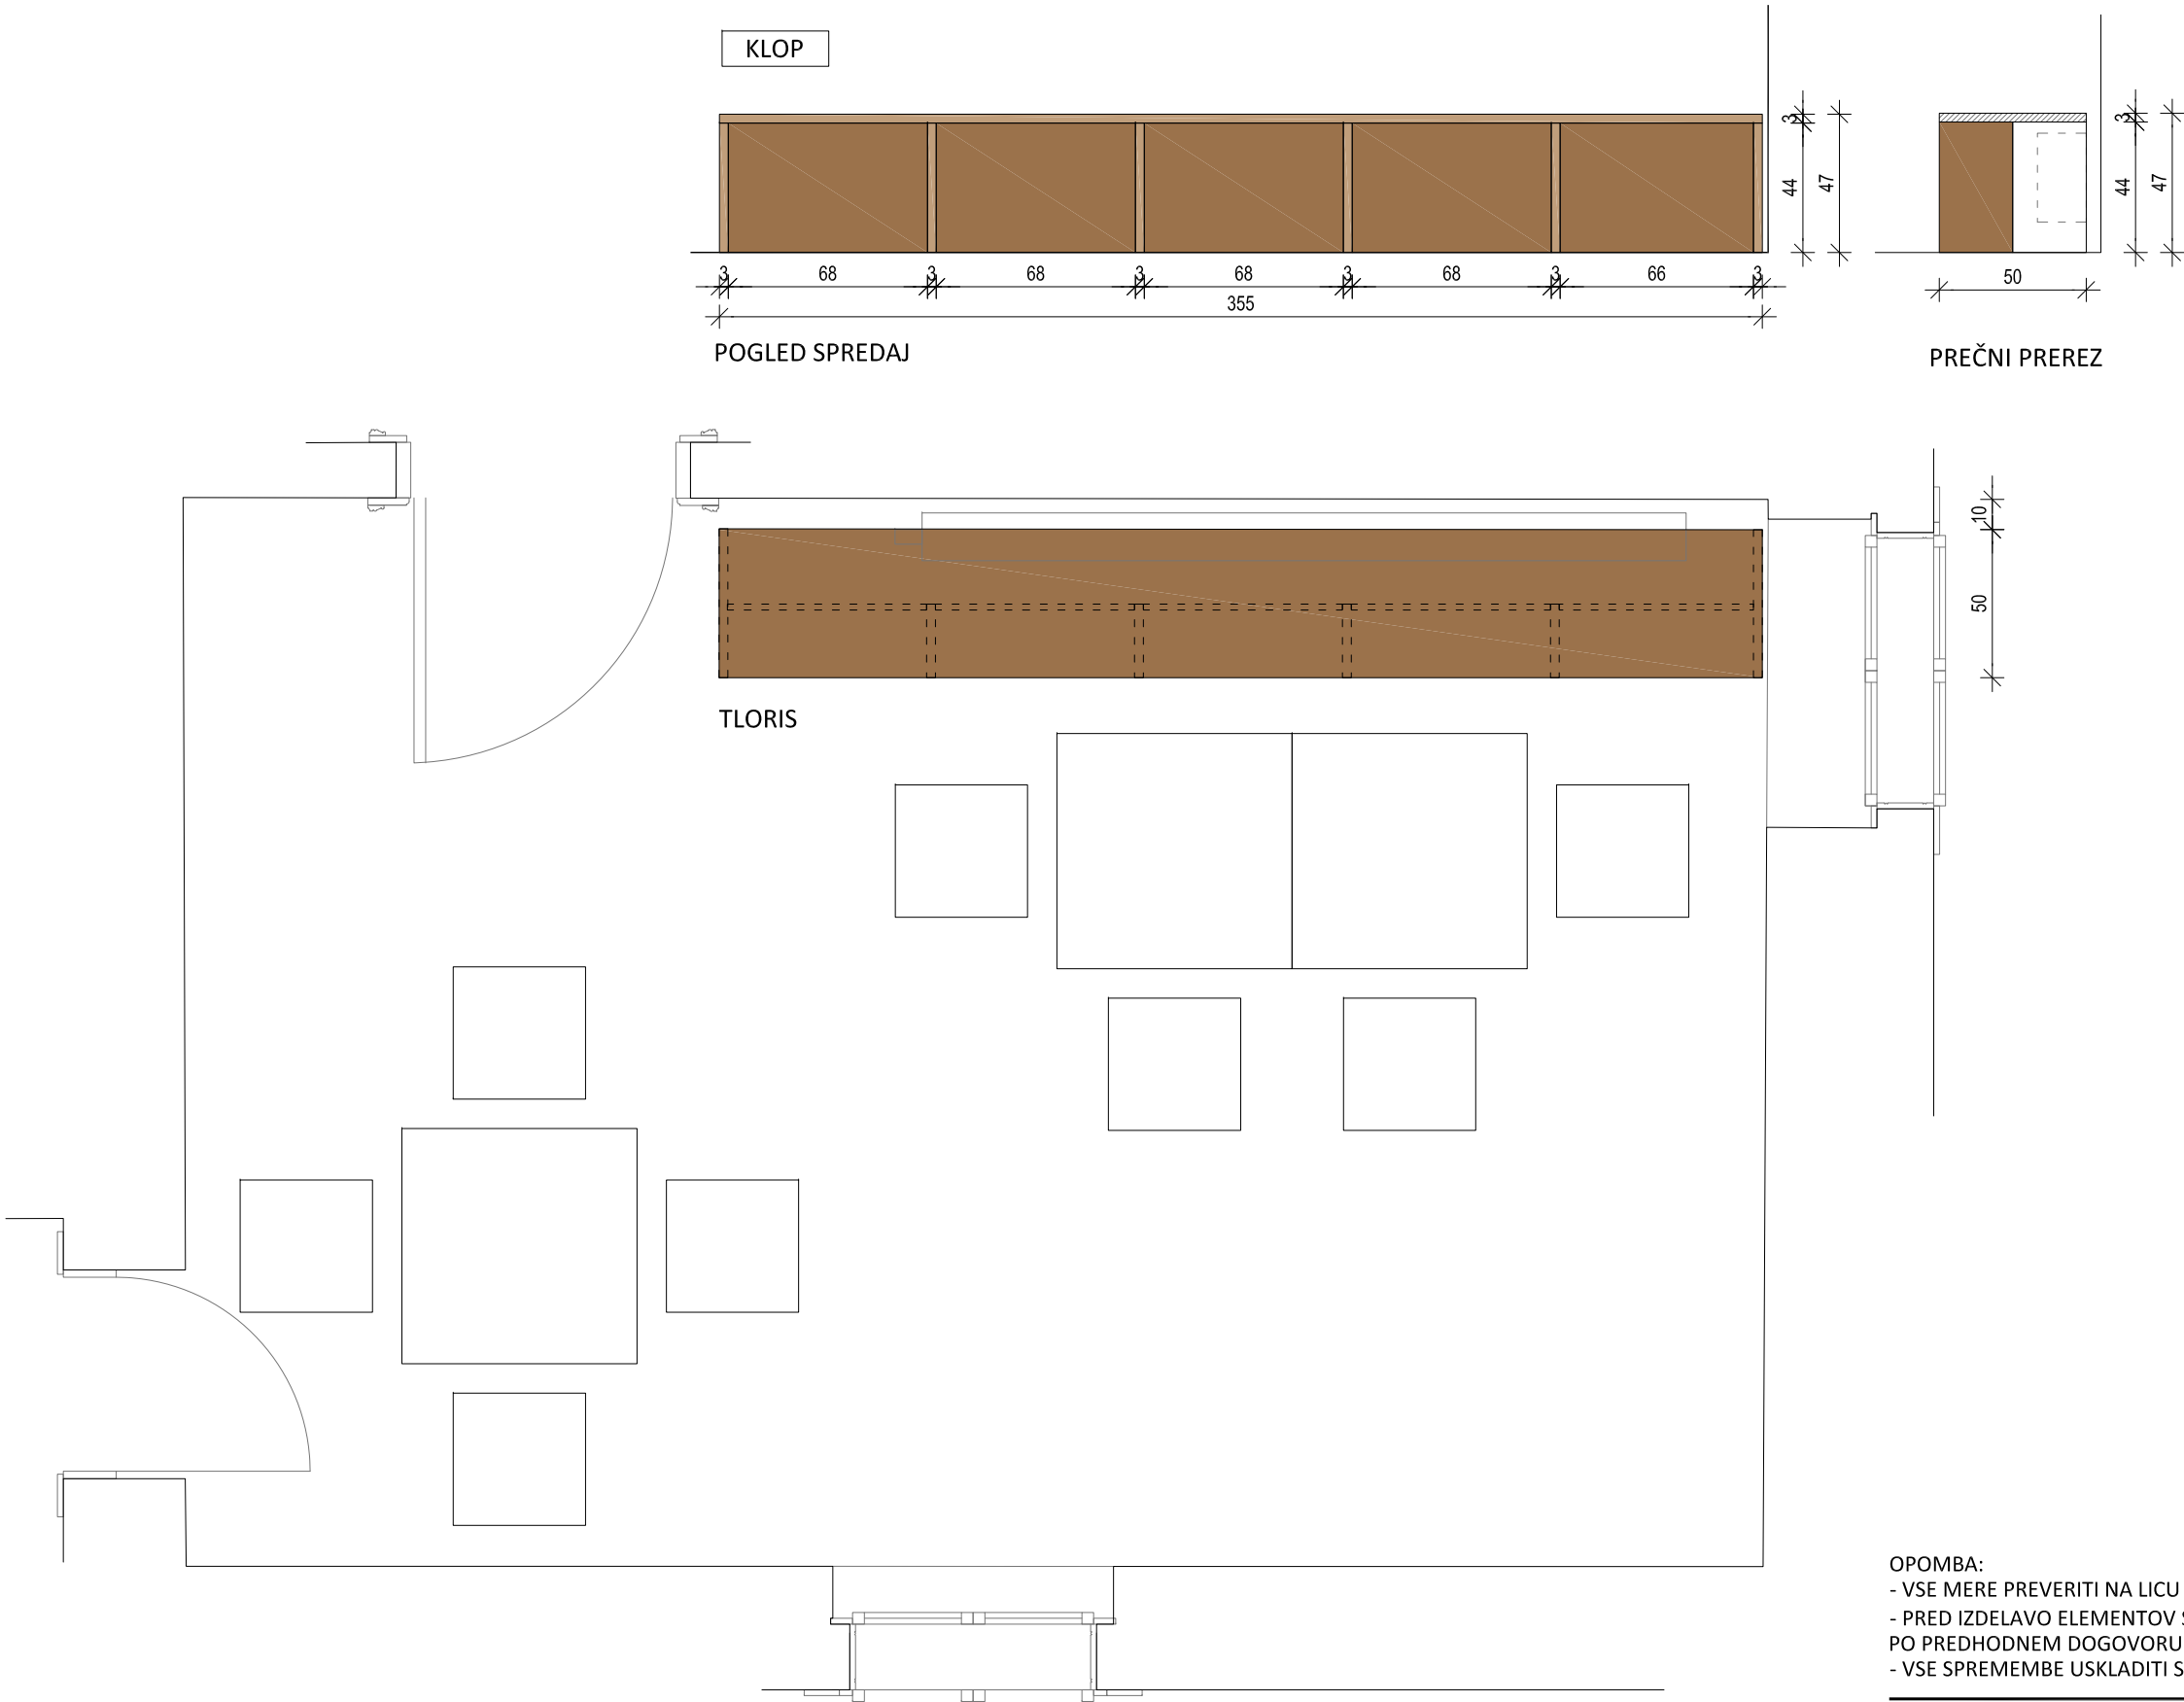 KLOP
3
44
47
3
44
47
3 68 3 68 3 68 3 68 3 66 3
355
50
POGLED SPREDAJ
PREČNI PREREZ
10
50
TLORIS
OPOMBA:
- VSE MERE PREVERITI NA LICU
- PRED IZDELAVO ELEMENTOV
PO PREDHODNEM DOGOVORU
- VSE SPREMEMBE USKLADITI S